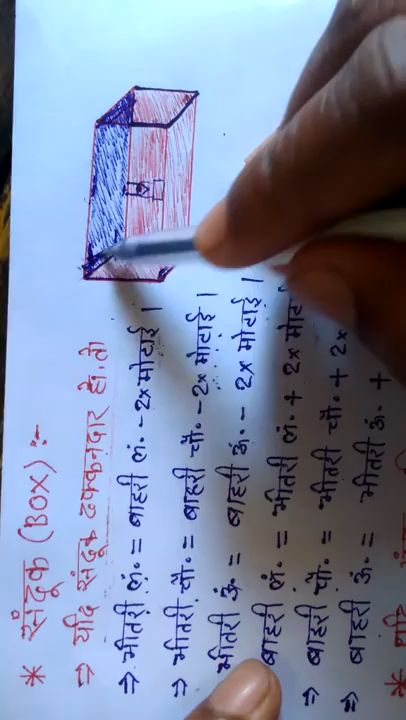 * संदूक (BOX) :-
⇒ यदि संदूक ढक्कनदार हो, तो
⇒ भीतरी लं॰ = बाहरी लं॰ - 2x मोटाई ।
⇒ भीतरी चौ॰ = बाहरी चौ॰ - 2x मोटाई ।
भीतरी ऊं॰ = बाहरी ऊं॰ - 2x मोटाई ।
बाहरी लं॰ = भीतरी लं॰ + 2x
⇒ बाहरी चौ॰ = भीतरी चौ॰ + 2x
⇒ बाहरी ऊं॰ = भीतरी ऊं॰ +
* यदि